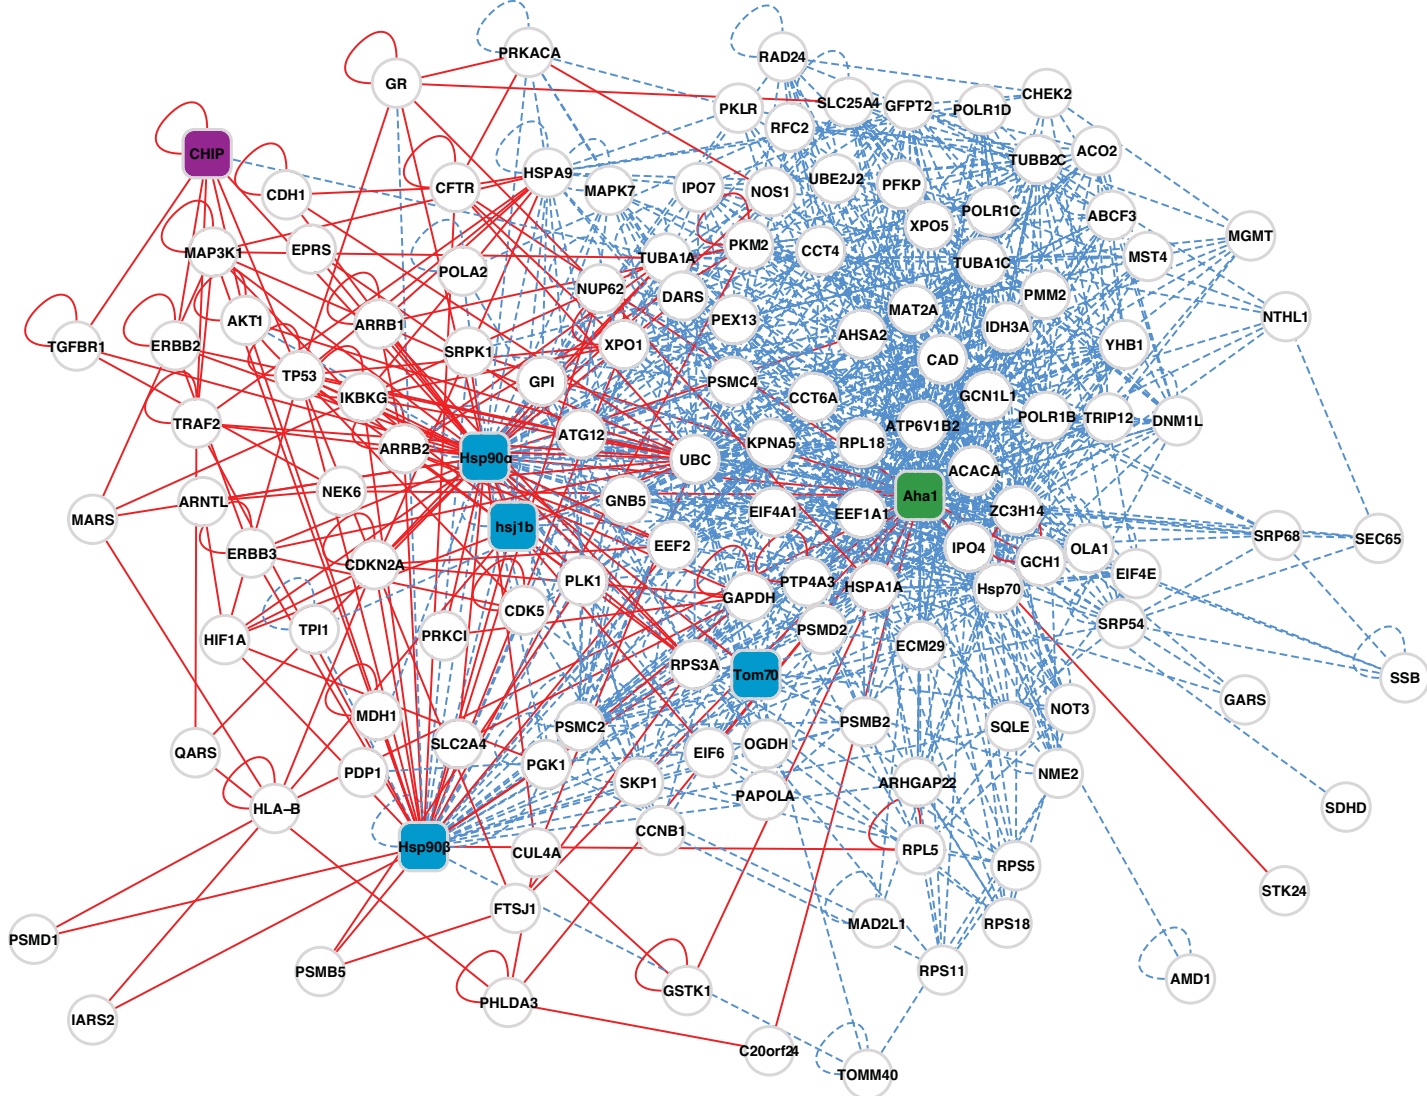 PRKACA
RAD24
GR
PKLR
SLC25A4
GFPT2
POLR1D
CHEK2
RFC2
CHIP
TUBB2C
ACO2
CDH1
CFTR
HSPA9
MAPK7
IPO7
NOS1
UBE2J2
PFKP
POLR1C
ABCF3
XPO5
MGMT
MAP3K1
EPRS
POLA2
TUBA1A
PKM2
CCT4
TUBA1C
MST4
NUP62
DARS
PMM2
AKT1
ARRB1
PEX13
AHSA2
MAT2A
IDH3A
NTHL1
TGFBR1
ERBB2
SRPK1
XPO1
CAD
YHB1
TP53
IKBKG
GPI
PSMC4
CCT6A
GCN1L1
TRAF2
ARRB2
ATG12
KPNA5
RPL18
ATP6V1B2
POLR1B
TRIP12
DNM1L
Hsp90α
UBC
ACACA
NEK6
ARNTL
GNB5
EIF4A1
EEF1A1
Aha1
ZC3H14
MARS
hsj1b
ERBB3
CDKN2A
EEF2
IPO4
GCH1
OLA1
SRP68
SEC65
PLK1
GAPDH
PTP4A3
HSPA1A
Hsp70
EIF4E
HIF1A
TPI1
PRKCI
CDK5
PSMD2
ECM29
SRP54
RPS3A
Tom70
SSB
GARS
MDH1
SLC2A4
PSMC2
PSMB2
SQLE
NOT3
QARS
PDP1
PGK1
EIF6
OGDH
SKP1
PAPOLA
ARHGAP22
NME2
HLA–B
SDHD
Hsp90β
CUL4A
CCNB1
RPL5
RPS5
STK24
FTSJ1
MAD2L1
RPS18
PSMD1
PSMB5
RPS11
AMD1
IARS2
PHLDA3
GSTK1
C20orf24
TOMM40